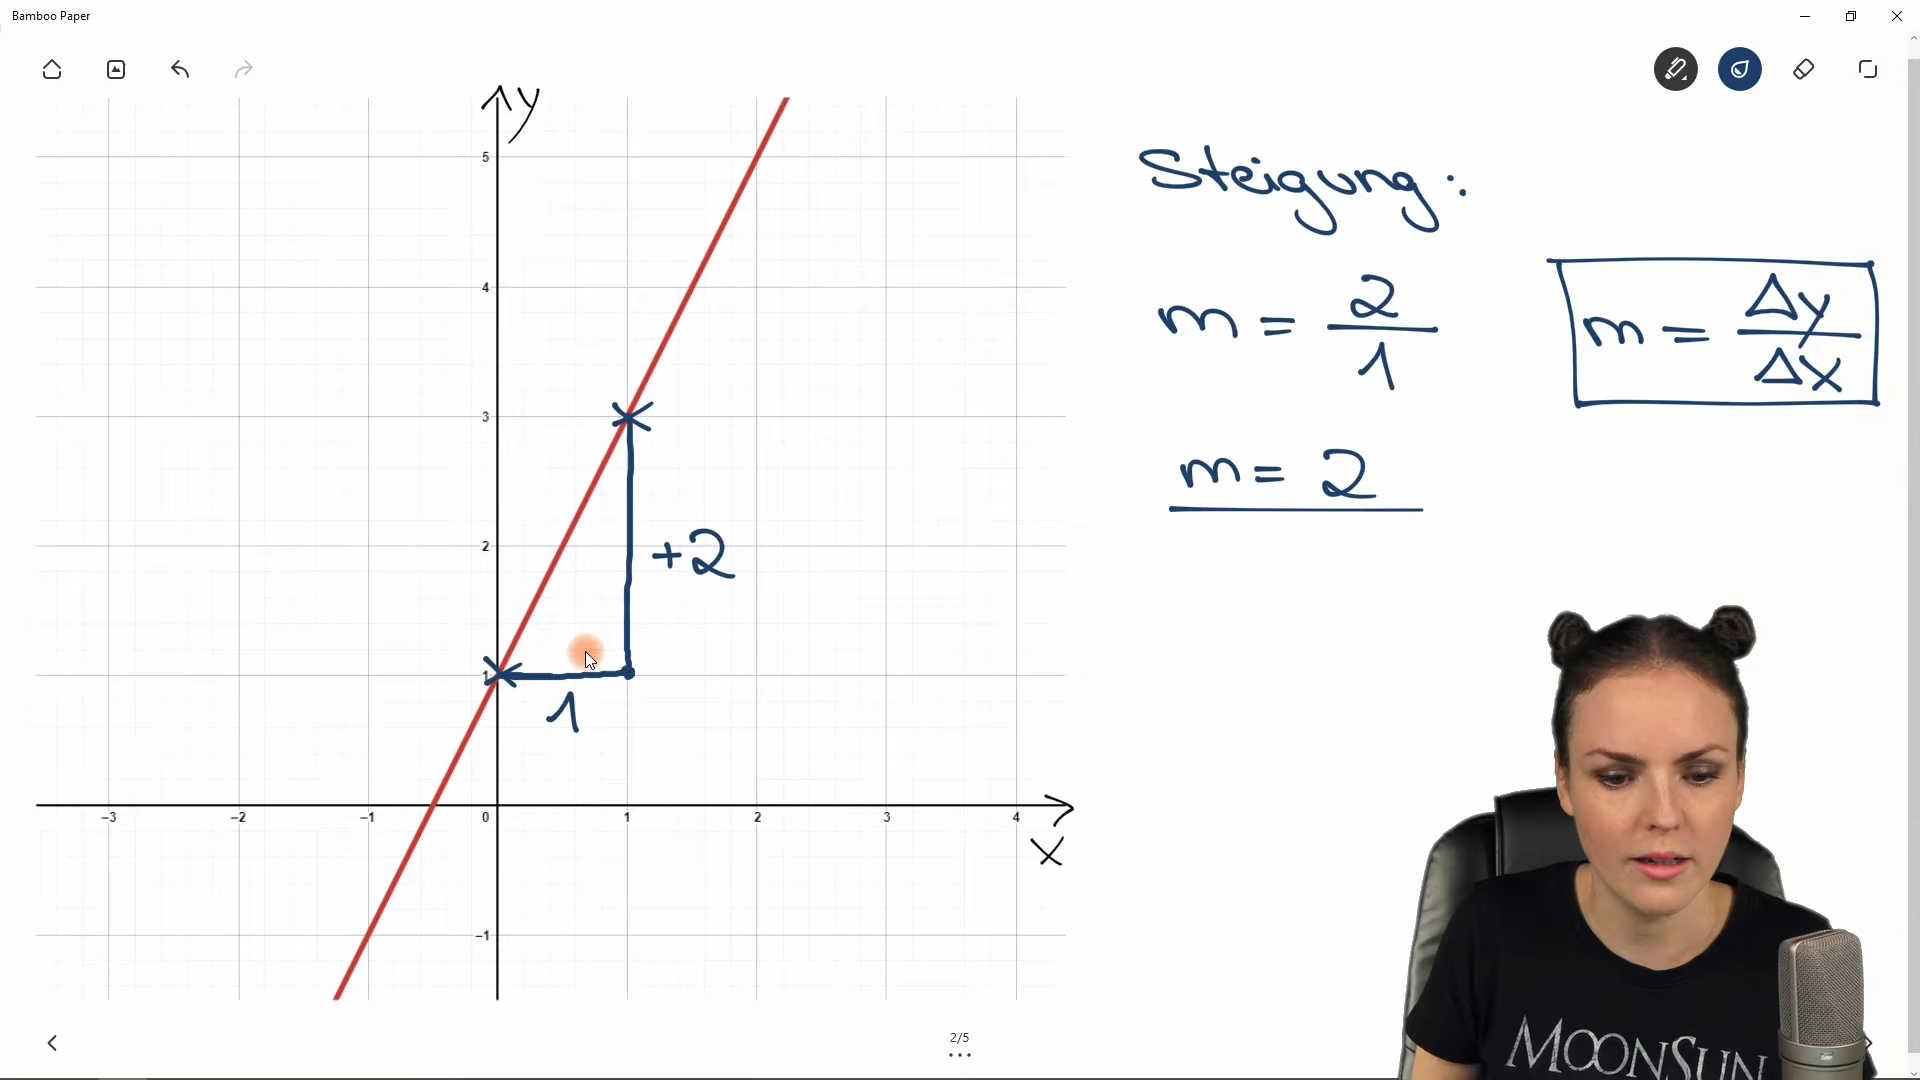 Bamboo Paper
y
5
4
3
2
1
+2
1
−3 −2 −1 0 1 2 3 4
x
−1
Steigung:
m = 2/1
m = Δy/Δx
m = 2
2/5
MOONSUN